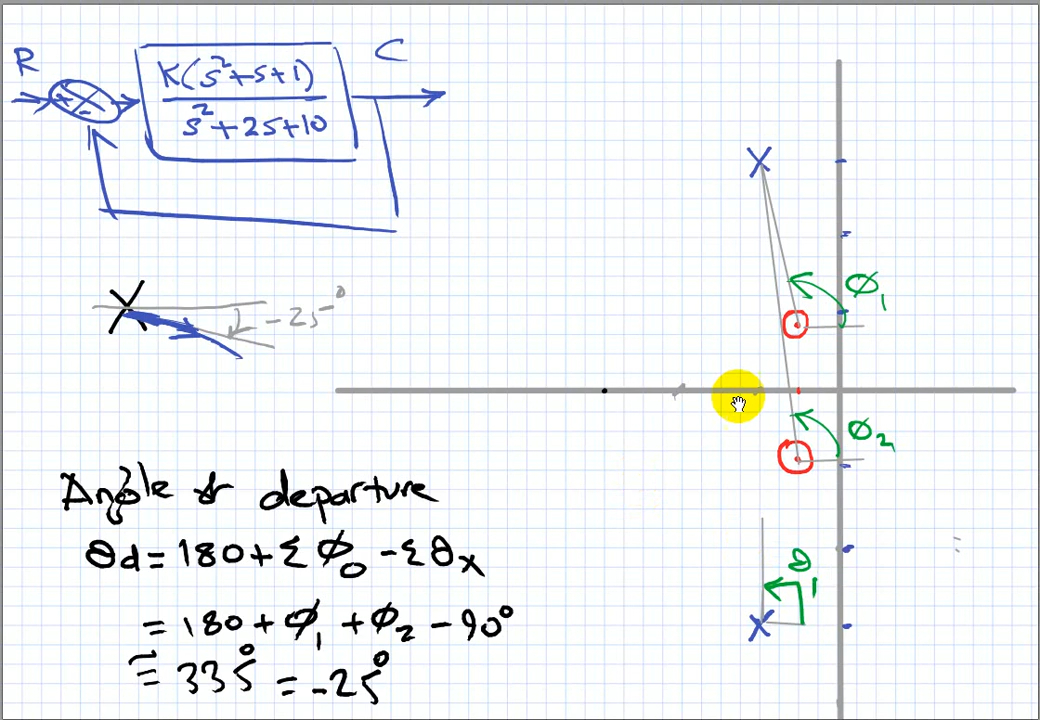 R
C
K(s²+s+1)
s²+2s+10
+
-
-25°
X
X
ϕ₁
ϕ₂
θ₁
X
Angle of departure
θd = 180 + Σϕ₀ - Σθₓ
= 180 + ϕ₁ + ϕ₂ - 90°
≅ 335° = -25°